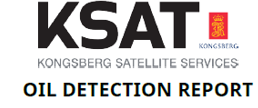 KSAT
KONGSBERG
KONGSBERG SATELLITE SERVICES
OIL DETECTION REPORT